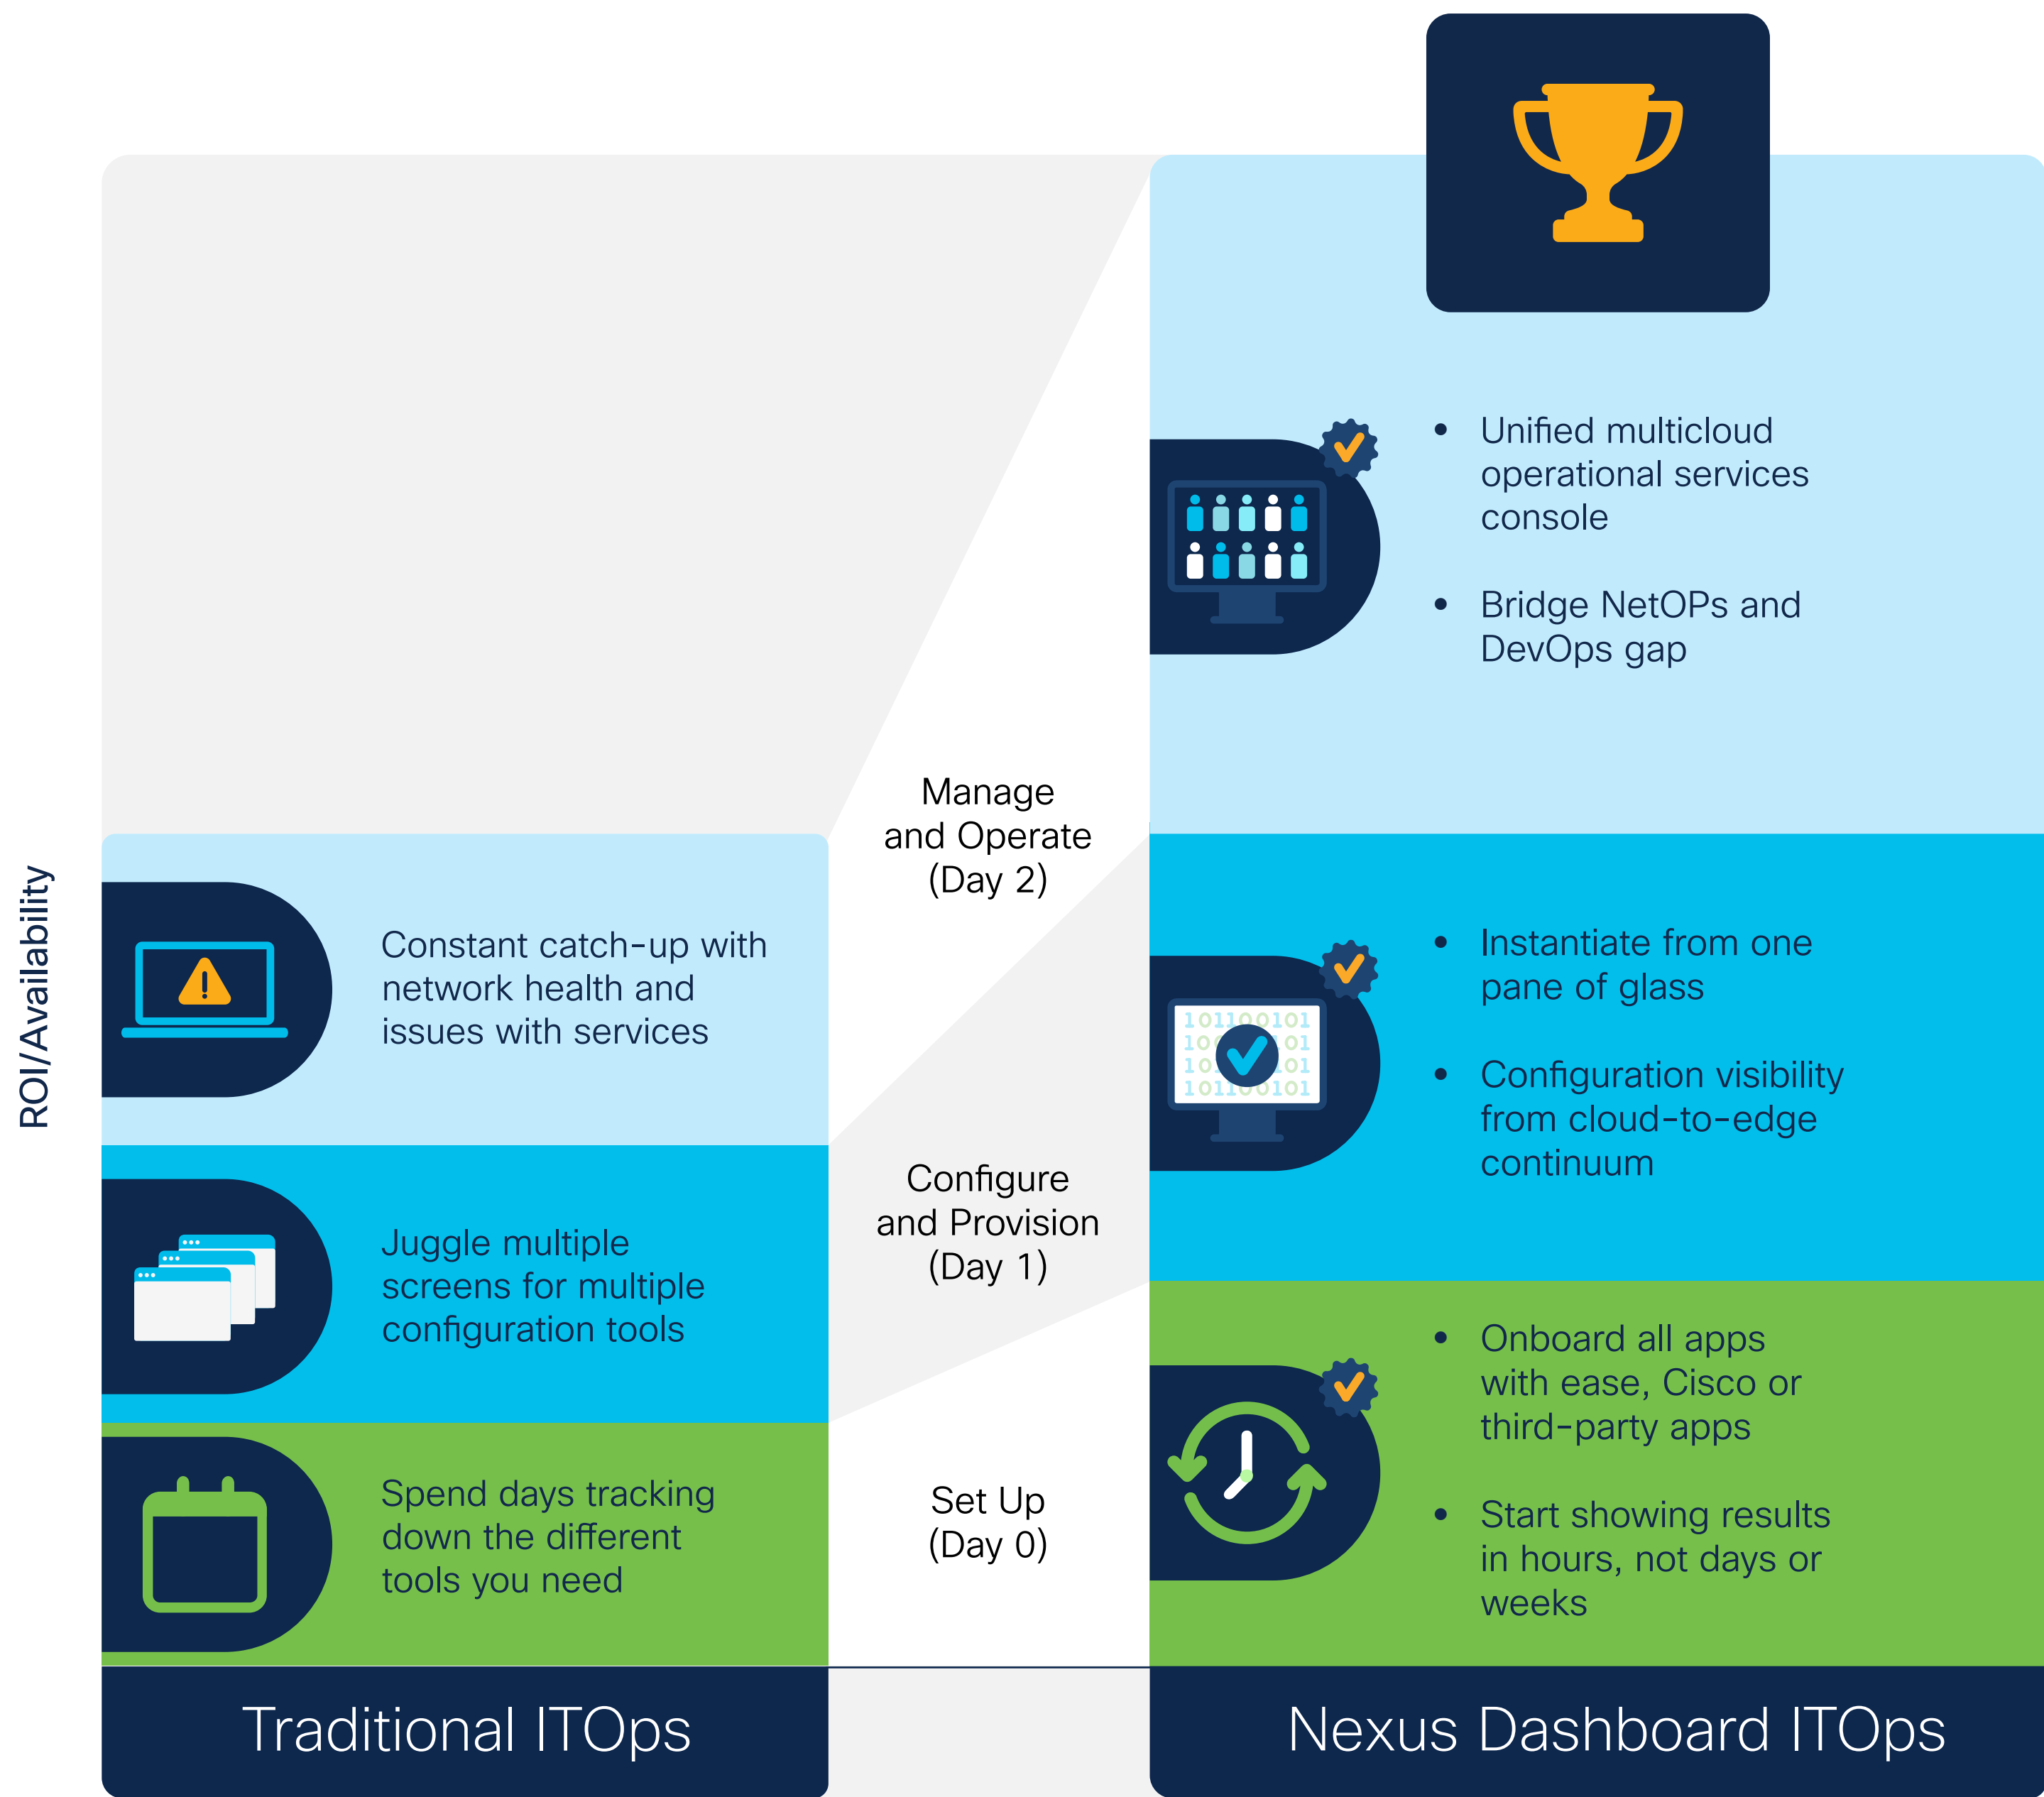 ROI/Availability
Constant catch-up with
network health and
issues with services
Juggle multiple
screens for multiple
configuration tools
Spend days tracking
down the different
tools you need
Traditional ITOps
Manage
and Operate
(Day 2)
Configure
and Provision
(Day 1)
Set Up
(Day 0)
• Unified multicloud
operational services
console
• Bridge NetOPs and
DevOps gap
• Instantiate from one
pane of glass
• Configuration visibility
from cloud-to-edge
continuum
• Onboard all apps
with ease, Cisco or
third-party apps
• Start showing results
in hours, not days or
weeks
Nexus Dashboard ITOps